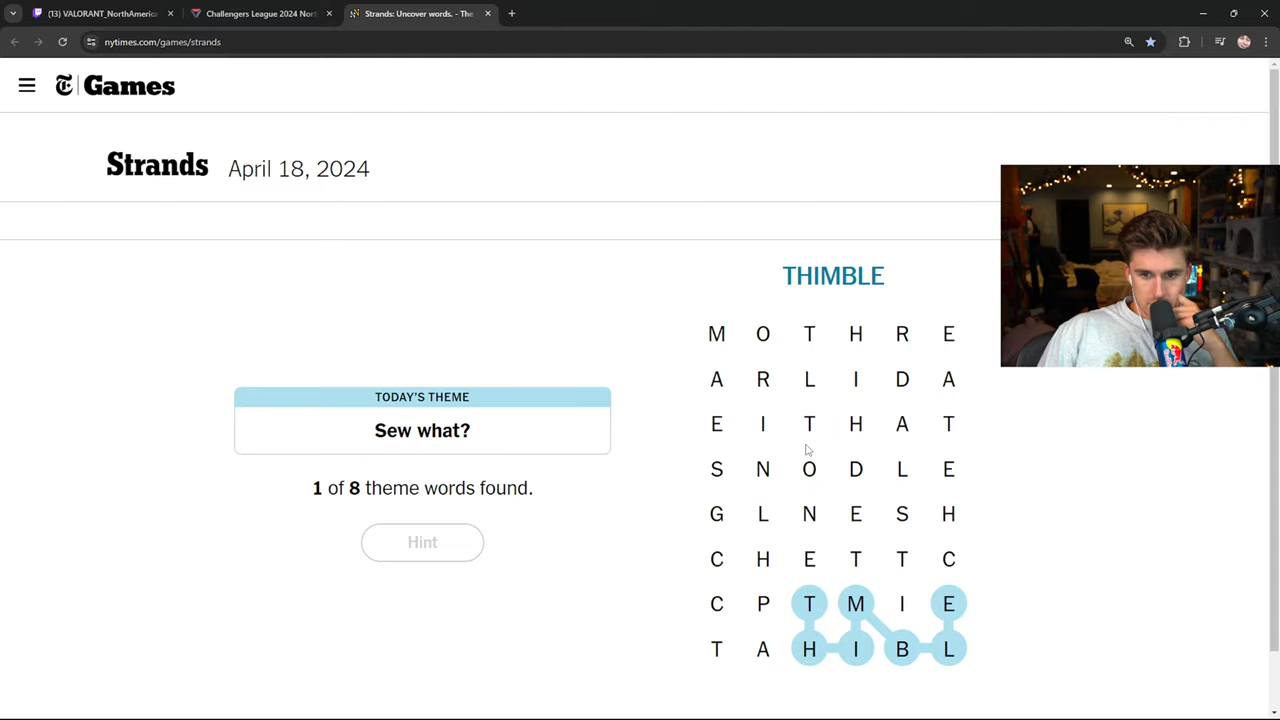 (13) VALORANT_NorthAmerica
Challengers League 2024 Nort
Strands: Uncover words. - The
nytimes.com/games/strands
T Games
Strands April 18, 2024
THIMBLE
M O T H R E
A R L I D A
E I T H A T
S N O D L E
G L N E S H
C H E T T C
C P T M I E
T A H I B L
TODAY'S THEME
Sew what?
1 of 8 theme words found.
Hint